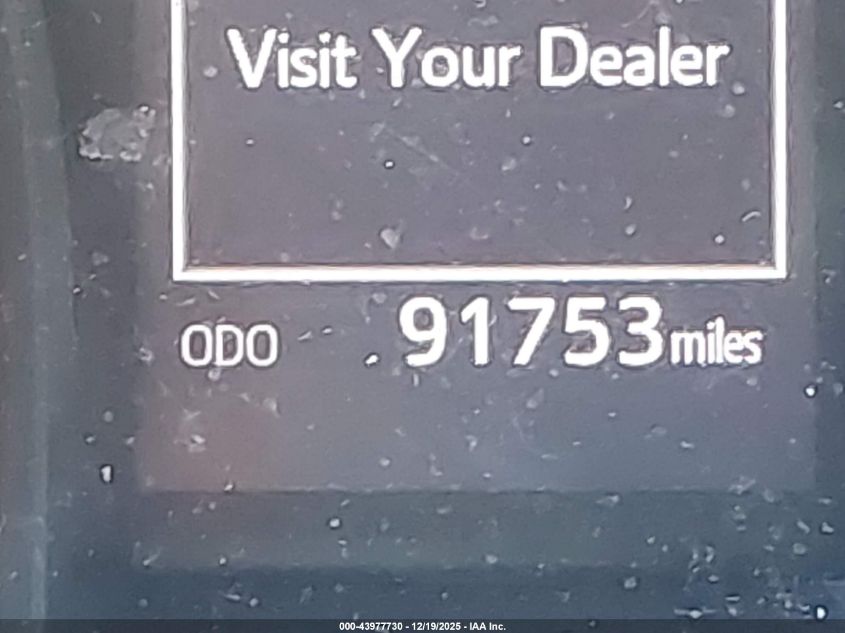 Visit Your Dealer
ODO 91753 miles
000-43977730 - 12/19/2025 - IAA Inc.